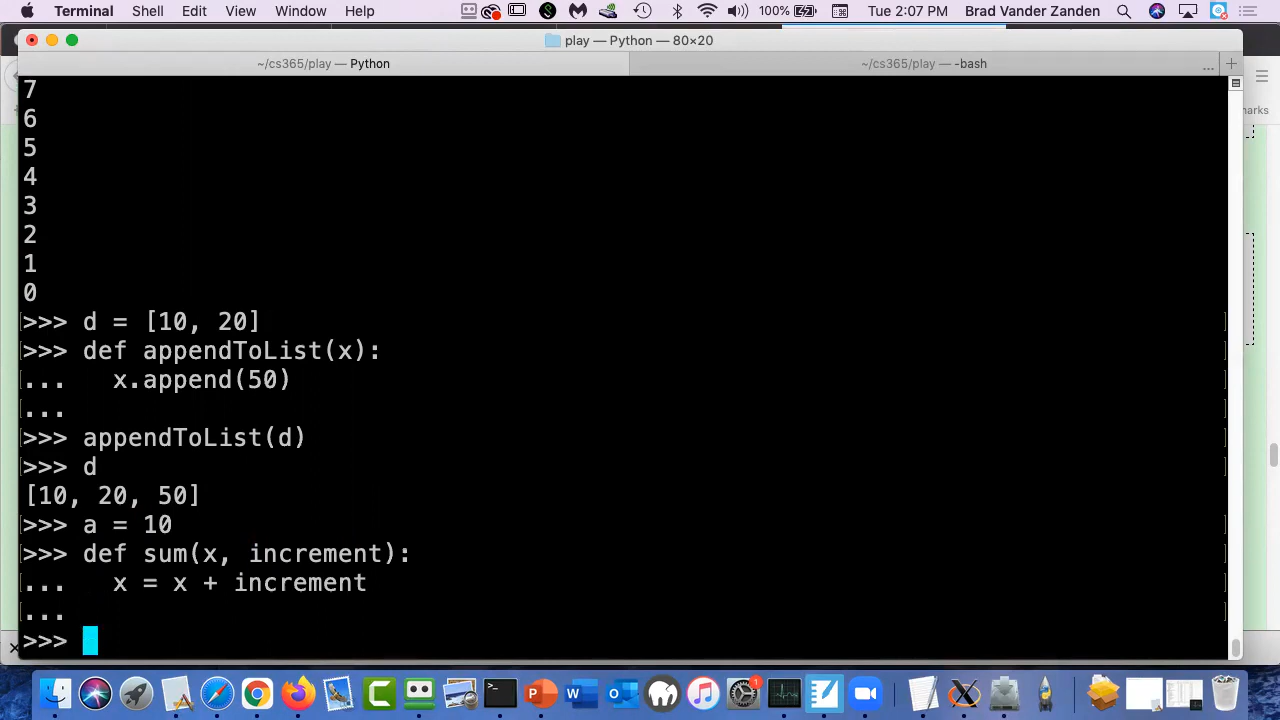 Terminal Shell Edit View Window Help 100% Tue 2:07 PM Brad Vander Zanden
play — Python — 80×20
~/cs365/play — Python ~/cs365/play — -bash ...
7
6
5
4
3
2
1
0
>>> d = [10, 20]
>>> def appendToList(x):
...   x.append(50)
...
>>> appendToList(d)
>>> d
[10, 20, 50]
>>> a = 10
>>> def sum(x, increment):
...   x = x + increment
...
>>>
marks